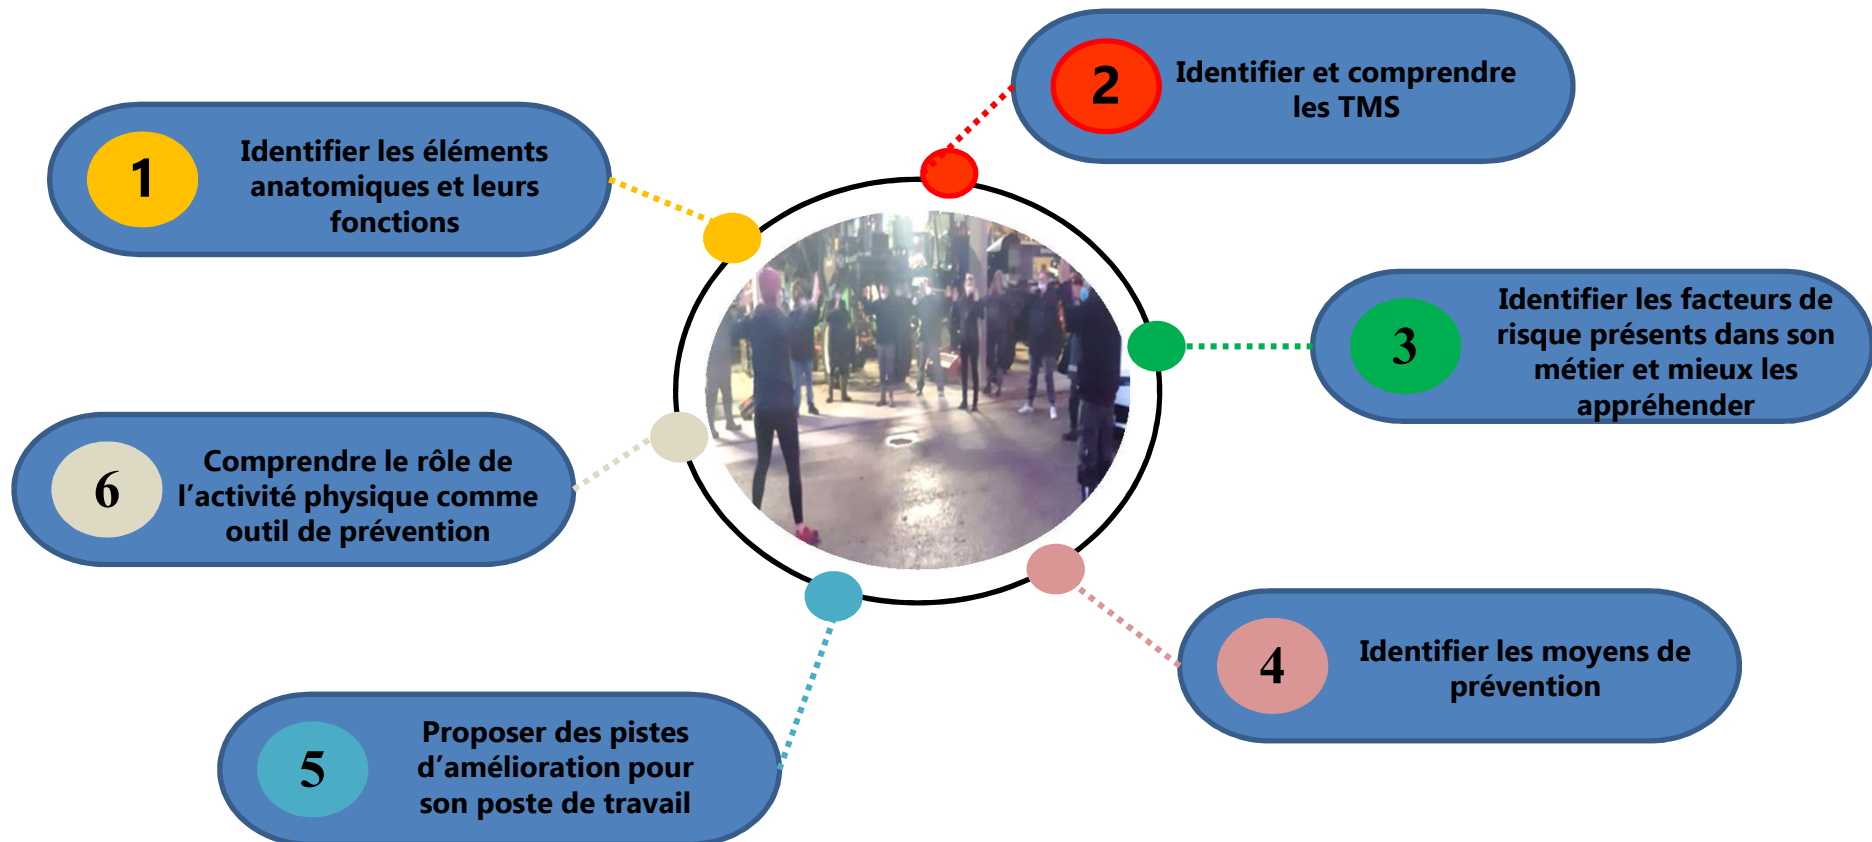 1
Identifier les éléments
anatomiques et leurs
fonctions
2
Identifier et comprendre
les TMS
3
Identifier les facteurs de
risque présents dans son
métier et mieux les
appréhender
4
Identifier les moyens de
prévention
5
Proposer des pistes
d’amélioration pour
son poste de travail
6
Comprendre le rôle de
l’activité physique comme
outil de prévention